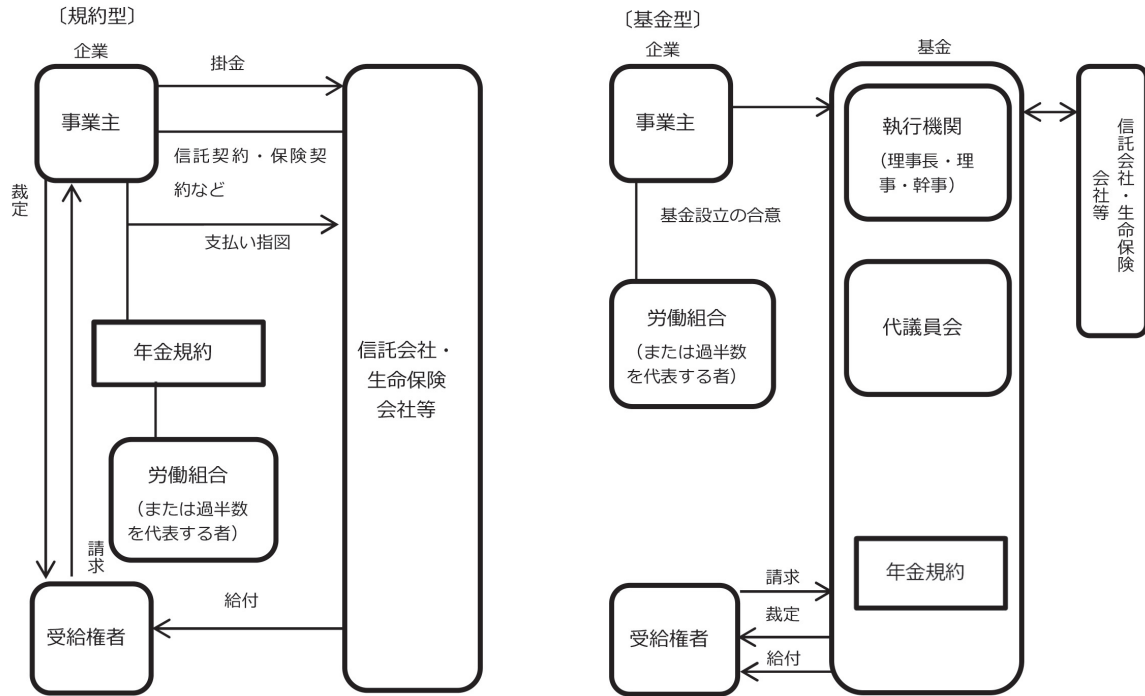 〔規約型〕
企業
事業主
掛金
信託契約・保険契
約など
支払い指図
裁
定
年金規約
信託会社・
生命保険
会社等
労働組合
(または過半数
を代表する者)
請
求
給付
受給権者
〔基金型〕
企業
事業主
基金設立の合意
労働組合
(または過半数
を代表する者)
基金
執行機関
(理事長・理
事・幹事)
代議員会
年金規約
信託会社・生命保険
会社等
請求
裁定
給付
受給権者